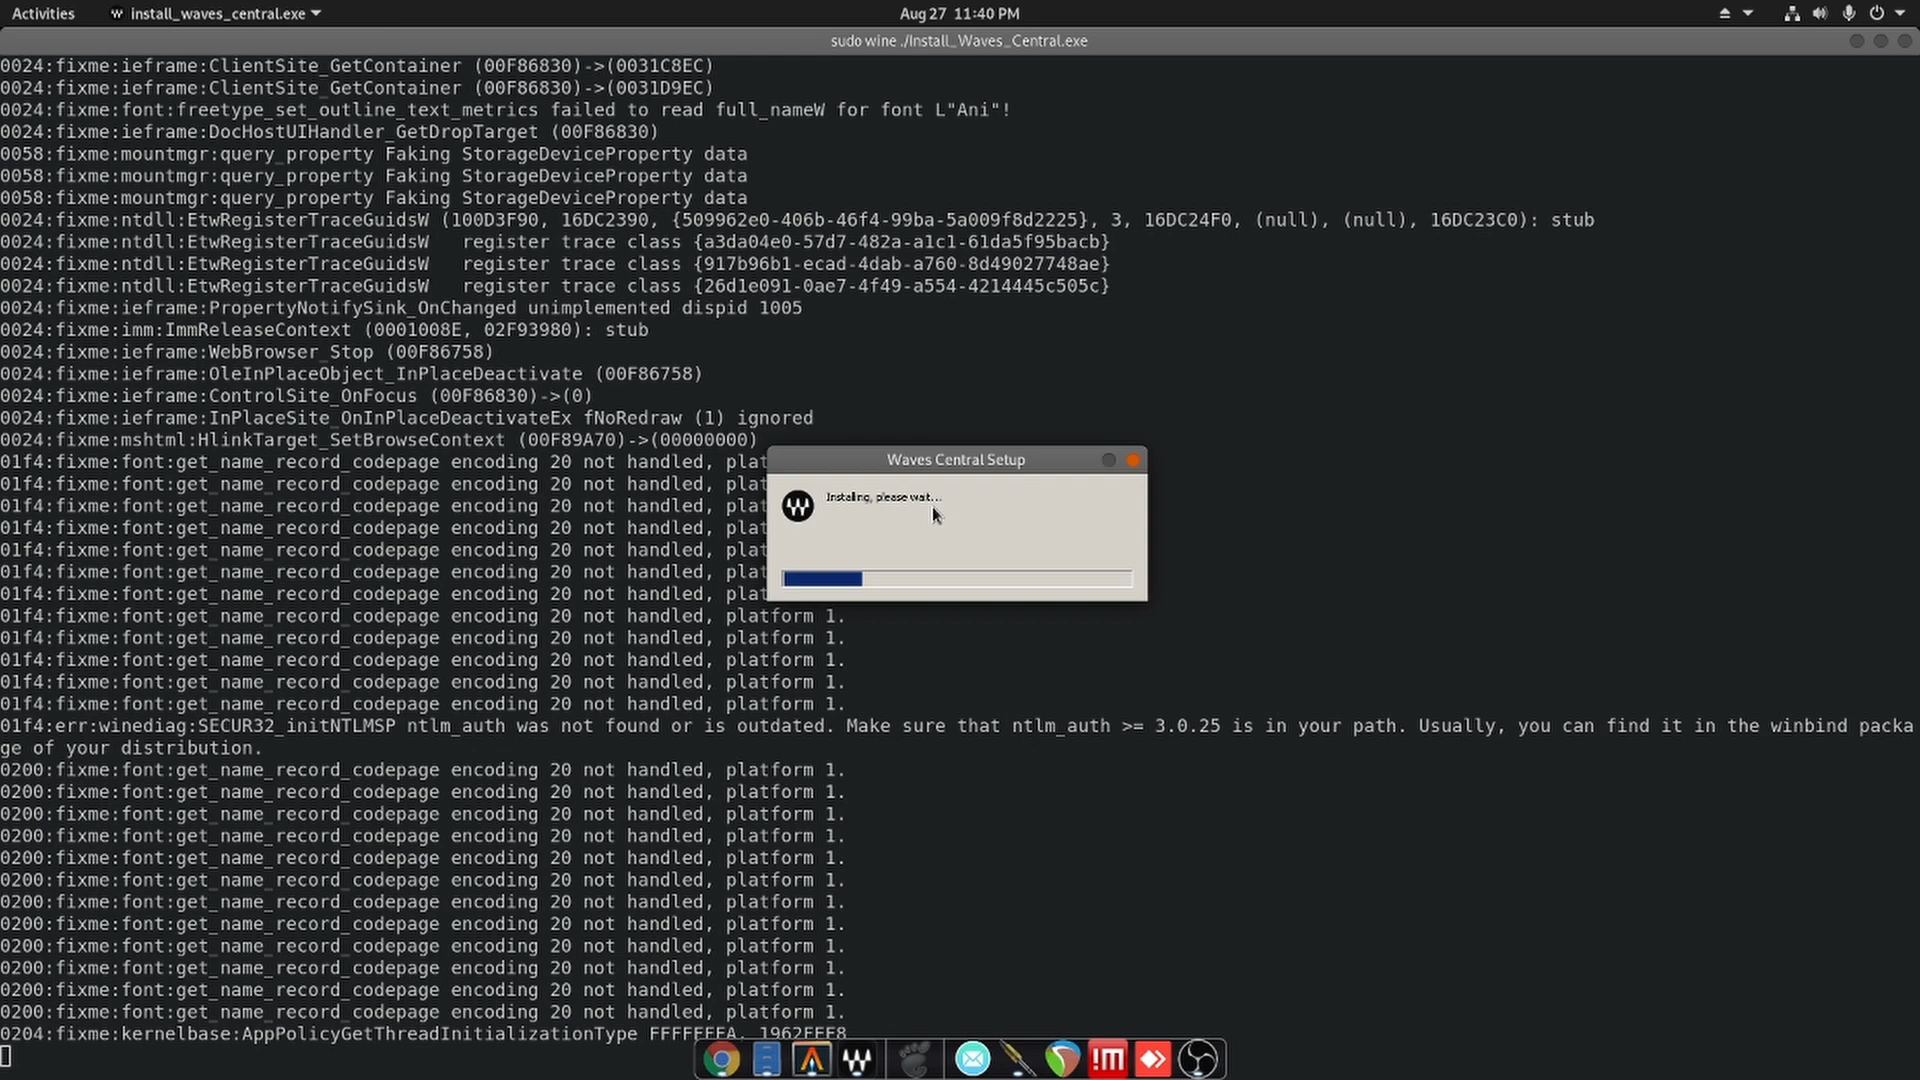 Activities
install_waves_central.exe
Aug 27 11:40 PM
sudo wine ./Install_Waves_Central.exe
0024:fixme:ieframe:ClientSite_GetContainer (00F86830)->(0031C8EC)
0024:fixme:ieframe:ClientSite_GetContainer (00F86830)->(0031D9EC)
0024:fixme:font:freetype_set_outline_text_metrics failed to read full_nameW for font L"Ani"!
0024:fixme:ieframe:DocHostUIHandler_GetDropTarget (00F86830)
0058:fixme:mountmgr:query_property Faking StorageDeviceProperty data
0058:fixme:mountmgr:query_property Faking StorageDeviceProperty data
0058:fixme:mountmgr:query_property Faking StorageDeviceProperty data
0024:fixme:ntdll:EtwRegisterTraceGuidsW (100D3F90, 16DC2390, {509962e0-406b-46f4-99ba-5a009f8d2225}, 3, 16DC24F0, (null), (null), 16DC23C0): stub
0024:fixme:ntdll:EtwRegisterTraceGuidsW   register trace class {a3da04e0-57d7-482a-a1c1-61da5f95bacb}
0024:fixme:ntdll:EtwRegisterTraceGuidsW   register trace class {917b96b1-ecad-4dab-a760-8d49027748ae}
0024:fixme:ntdll:EtwRegisterTraceGuidsW   register trace class {26d1e091-0ae7-4f49-a554-4214445c505c}
0024:fixme:ieframe:PropertyNotifySink_OnChanged unimplemented dispid 1005
0024:fixme:imm:ImmReleaseContext (0001008E, 02F93980): stub
0024:fixme:ieframe:WebBrowser_Stop (00F86758)
0024:fixme:ieframe:OleInPlaceObject_InPlaceDeactivate (00F86758)
0024:fixme:ieframe:ControlSite_OnFocus (00F86830)->(0)
0024:fixme:ieframe:InPlaceSite_OnInPlaceDeactivateEx fNoRedraw (1) ignored
0024:fixme:mshtml:HlinkTarget_SetBrowseContext (00F89A70)->(00000000)
01f4:fixme:font:get_name_record_codepage encoding 20 not handled, plat
01f4:fixme:font:get_name_record_codepage encoding 20 not handled, plat
01f4:fixme:font:get_name_record_codepage encoding 20 not handled, plat
01f4:fixme:font:get_name_record_codepage encoding 20 not handled, plat
01f4:fixme:font:get_name_record_codepage encoding 20 not handled, plat
01f4:fixme:font:get_name_record_codepage encoding 20 not handled, plat
01f4:fixme:font:get_name_record_codepage encoding 20 not handled, plat
01f4:fixme:font:get_name_record_codepage encoding 20 not handled, platform 1.
01f4:fixme:font:get_name_record_codepage encoding 20 not handled, platform 1.
01f4:fixme:font:get_name_record_codepage encoding 20 not handled, platform 1.
01f4:fixme:font:get_name_record_codepage encoding 20 not handled, platform 1.
01f4:fixme:font:get_name_record_codepage encoding 20 not handled, platform 1.
01f4:err:winediag:SECUR32_initNTLMSP ntlm_auth was not found or is outdated. Make sure that ntlm_auth >= 3.0.25 is in your path. Usually, you can find it in the winbind packa
ge of your distribution.
0200:fixme:font:get_name_record_codepage encoding 20 not handled, platform 1.
0200:fixme:font:get_name_record_codepage encoding 20 not handled, platform 1.
0200:fixme:font:get_name_record_codepage encoding 20 not handled, platform 1.
0200:fixme:font:get_name_record_codepage encoding 20 not handled, platform 1.
0200:fixme:font:get_name_record_codepage encoding 20 not handled, platform 1.
0200:fixme:font:get_name_record_codepage encoding 20 not handled, platform 1.
0200:fixme:font:get_name_record_codepage encoding 20 not handled, platform 1.
0200:fixme:font:get_name_record_codepage encoding 20 not handled, platform 1.
0200:fixme:font:get_name_record_codepage encoding 20 not handled, platform 1.
0200:fixme:font:get_name_record_codepage encoding 20 not handled, platform 1.
0200:fixme:font:get_name_record_codepage encoding 20 not handled, platform 1.
0200:fixme:font:get_name_record_codepage encoding 20 not handled, platform 1.
0204:fixme:kernelbase:AppPolicyGetThreadInitializationType FFFFFFFA, 1962FFF8
Waves Central Setup
Installing, please wait...
!m